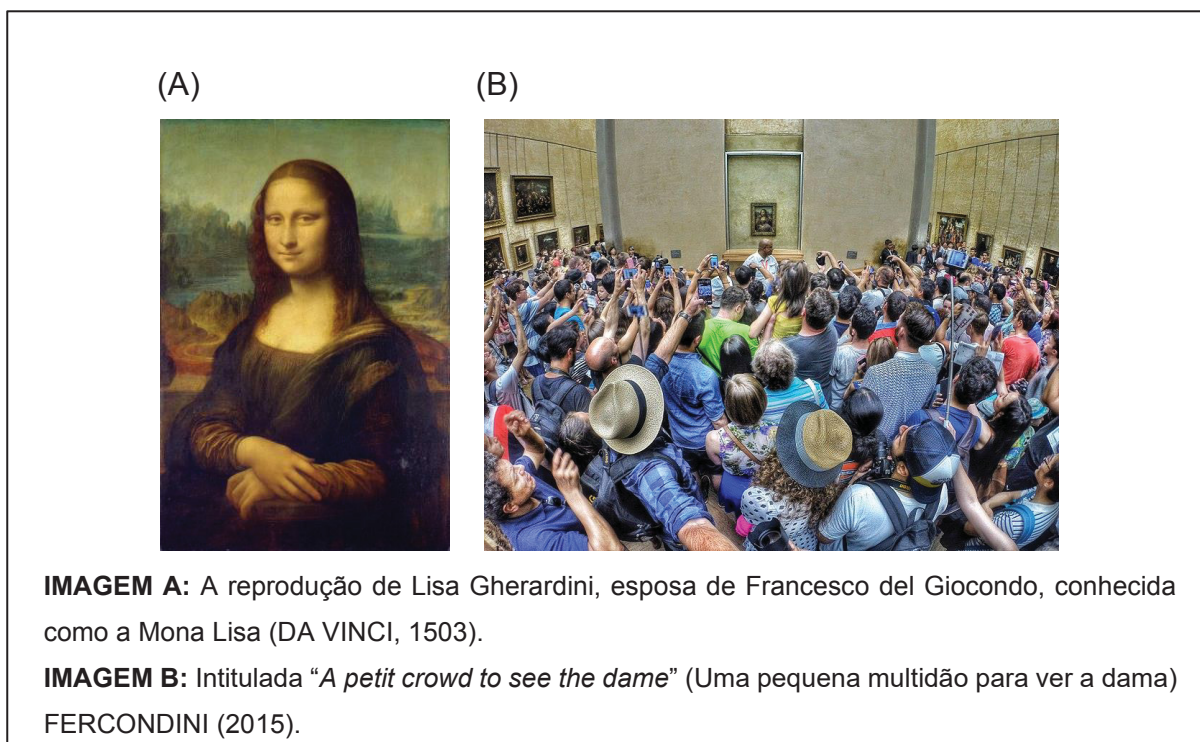 (A)
(B)
IMAGEM A: A reprodução de Lisa Gherardini, esposa de Francesco del Giocondo, conhecida
como a Mona Lisa (DA VINCI, 1503).
IMAGEM B: Intitulada “A petit crowd to see the dame” (Uma pequena multidão para ver a dama)
FERCONDINI (2015).